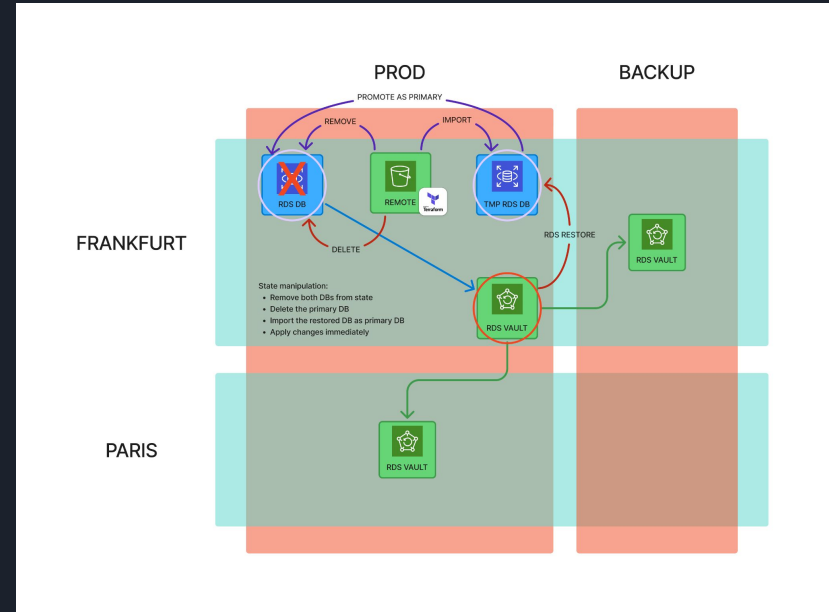 PROD
BACKUP
PROMOTE AS PRIMARY
REMOVE
IMPORT
RDS DB
REMOTE
Terraform
TMP RDS DB
FRANKFURT
DELETE
RDS RESTORE
RDS VAULT
State manipulation:
• Remove both DBs from state
• Delete the primary DB
• Import the restored DB as primary DB
• Apply changes immediately
RDS VAULT
PARIS
RDS VAULT